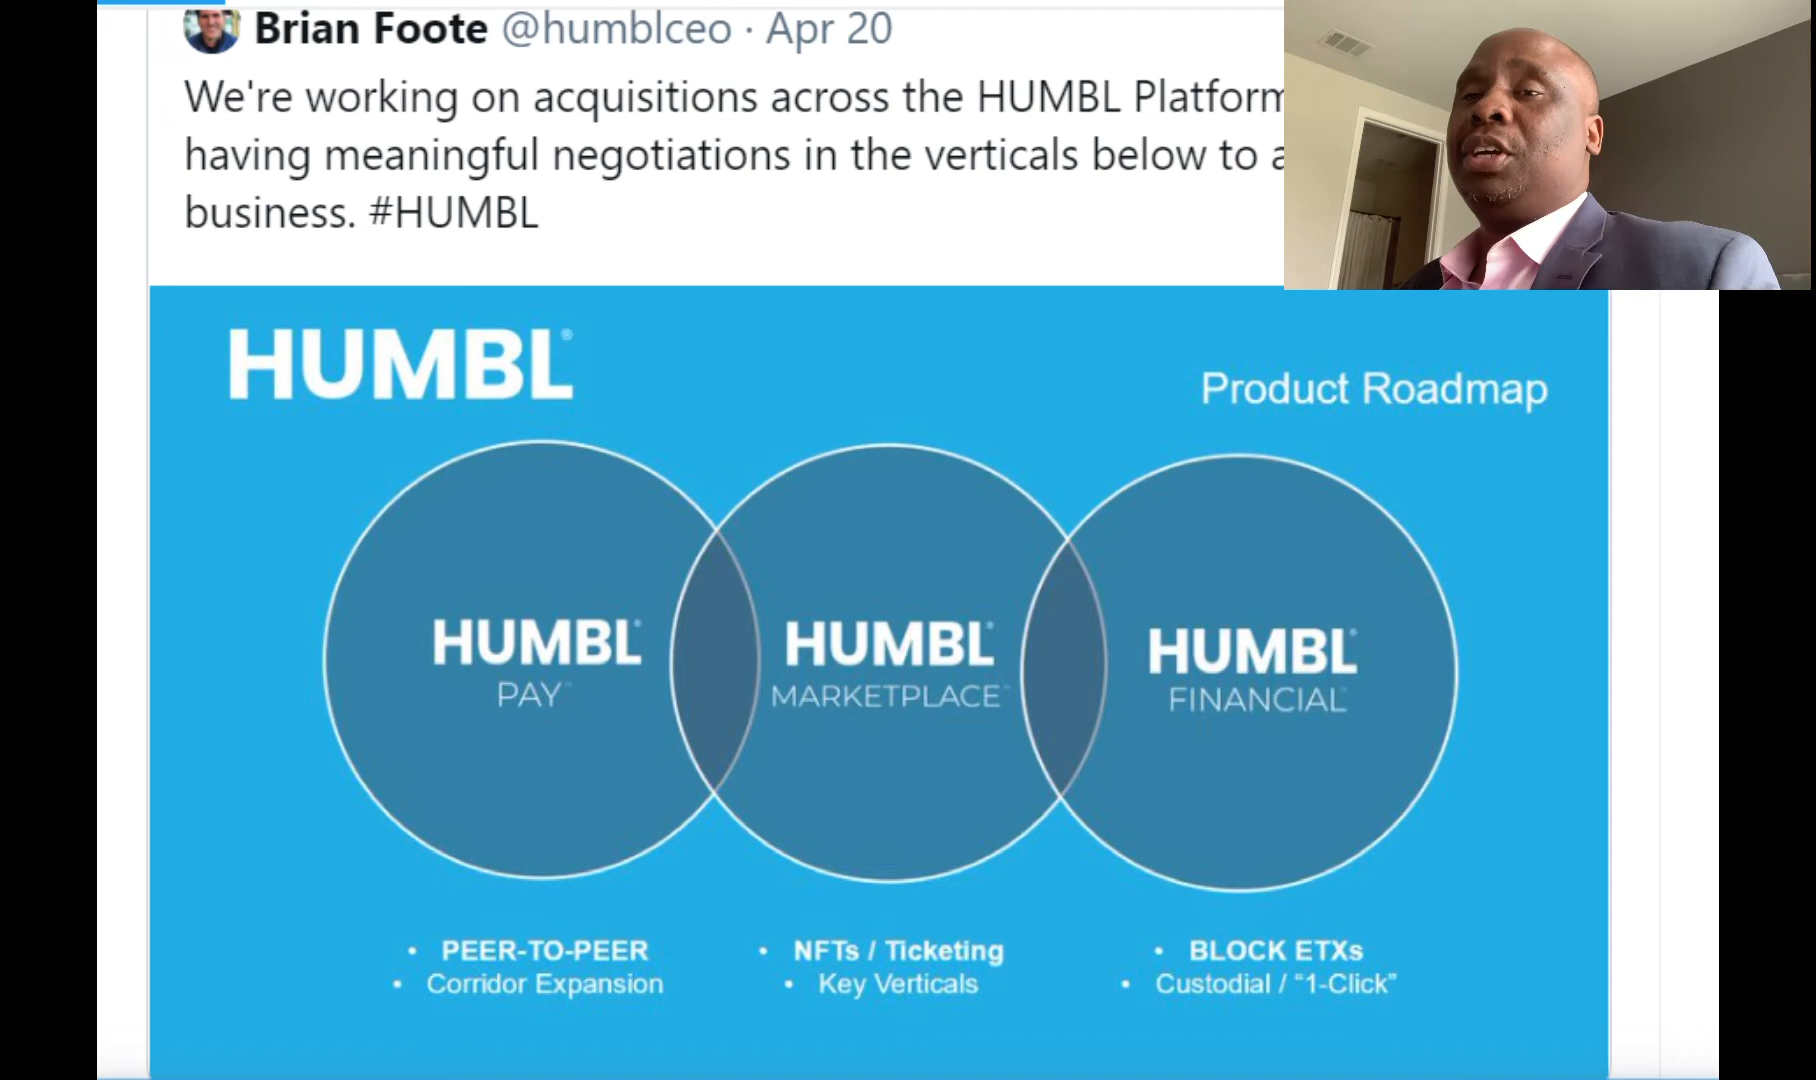 Brian Foote @humblceo · Apr 20
We're working on acquisitions across the HUMBL Platform
having meaningful negotiations in the verticals below to
business. #HUMBL
HUMBL®
Product Roadmap
HUMBL
PAY
HUMBL
MARKETPLACE
HUMBL
FINANCIAL
• PEER-TO-PEER
• Corridor Expansion
• NFTs / Ticketing
• Key Verticals
• BLOCK ETXs
• Custodial / “1-Click”